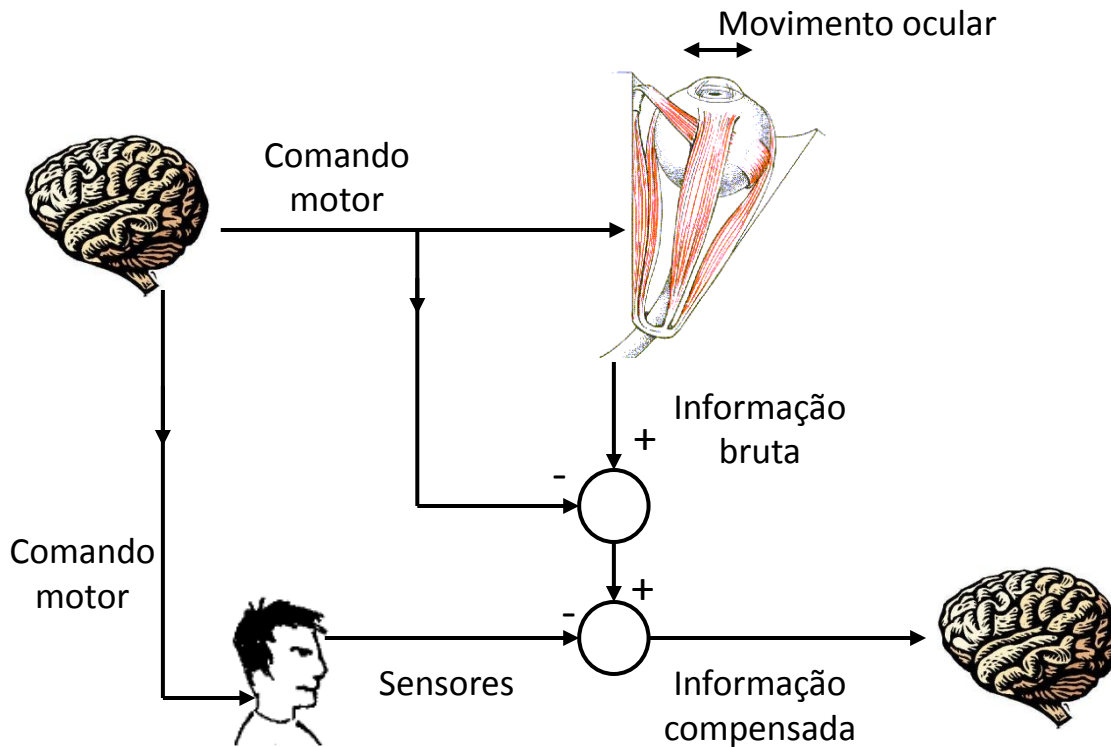 Movimento ocular
Comando
motor
Informação
bruta
+
-
Comando
motor
+
-
Sensores
Informação
compensada